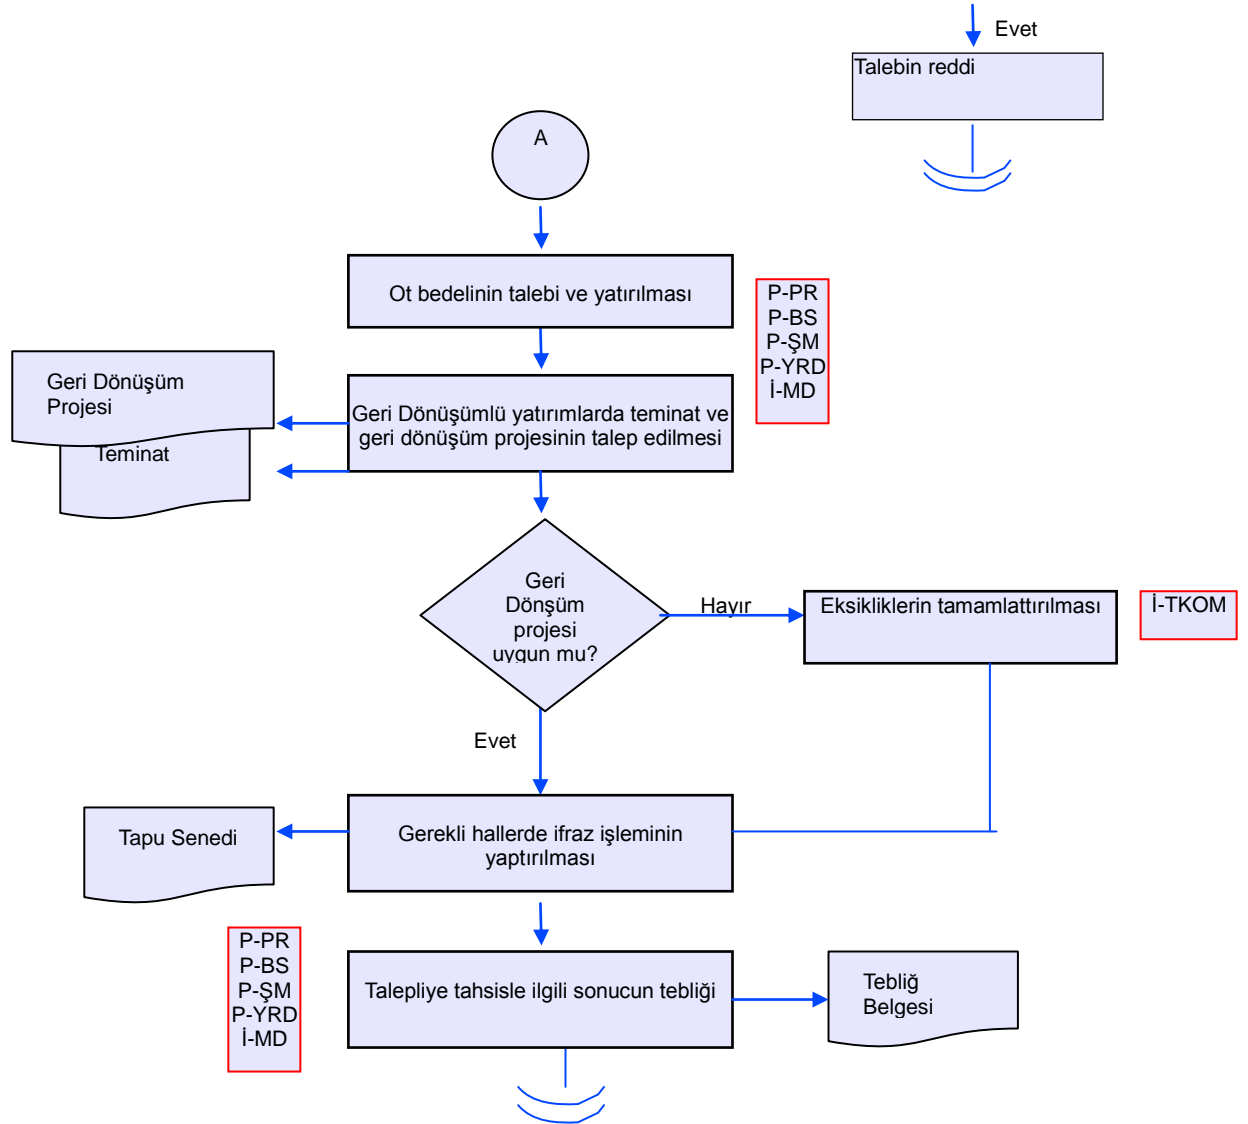 Evet
Talebin reddi
A
Ot bedelinin talebi ve yatırılması
P-PR
P-BS
P-ŞM
P-YRD
İ-MD
Geri Dönüşüm
Projesi
Teminat
Geri Dönüşümlü yatırımlarda teminat ve
geri dönüşüm projesinin talep edilmesi
Geri
Dönşüm
projesi
uygun mu?
Hayır
Eksikliklerin tamamlattırılması
İ-TKOM
Evet
Tapu Senedi
Gerekli hallerde ifraz işleminin
yaptırılması
P-PR
P-BS
P-ŞM
P-YRD
İ-MD
Talepliye tahsisle ilgili sonucun tebliği
Tebliğ
Belgesi